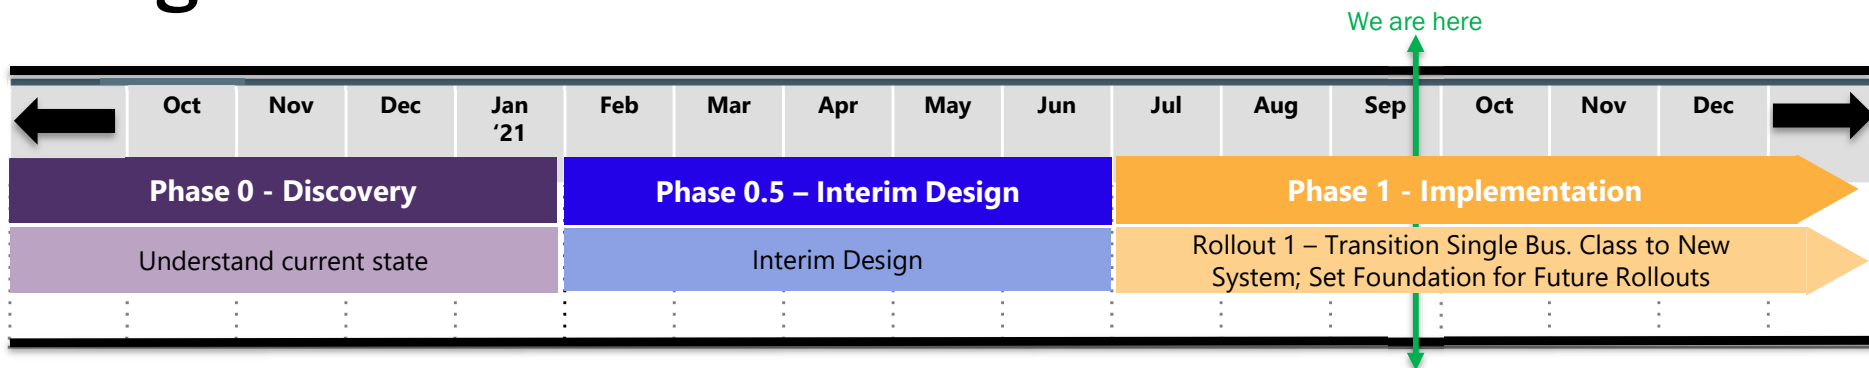 We are here
Oct Nov Dec Jan Feb Mar Apr May Jun Jul Aug Sep Oct Nov Dec
‘21
Phase 0 - Discovery Phase 0.5 – Interim Design Phase 1 - Implementation
Understand current state Interim Design Rollout 1 – Transition Single Bus. Class to New
System; Set Foundation for Future Rollouts